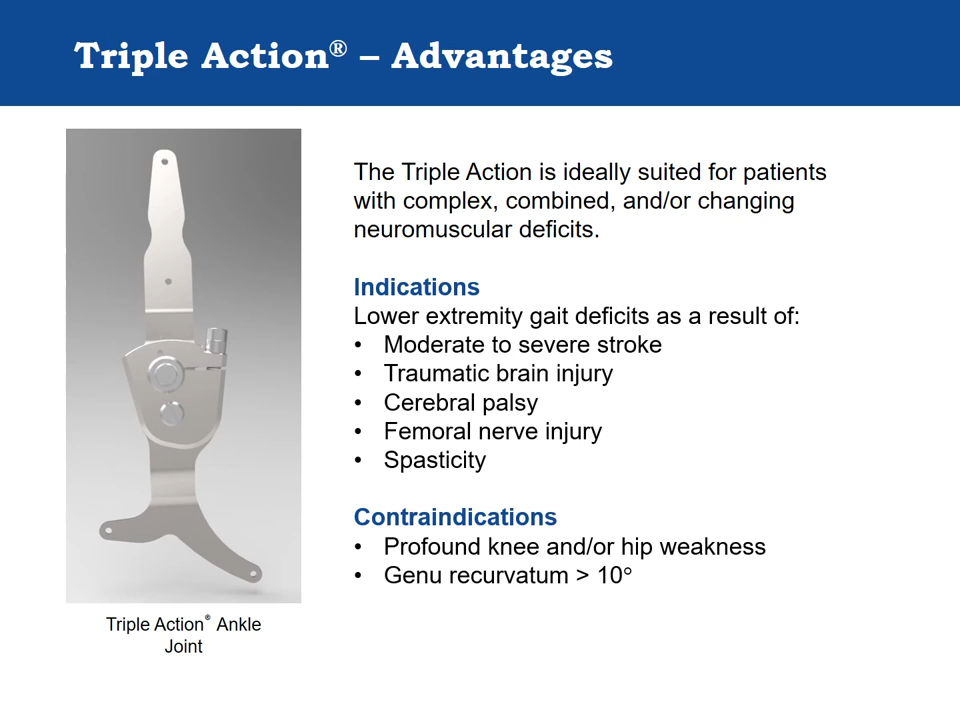 Triple Action® – Advantages
The Triple Action is ideally suited for patients
with complex, combined, and/or changing
neuromuscular deficits.
Indications
Lower extremity gait deficits as a result of:
• Moderate to severe stroke
• Traumatic brain injury
• Cerebral palsy
• Femoral nerve injury
• Spasticity
Contraindications
• Profound knee and/or hip weakness
• Genu recurvatum > 10°
Triple Action® Ankle
Joint